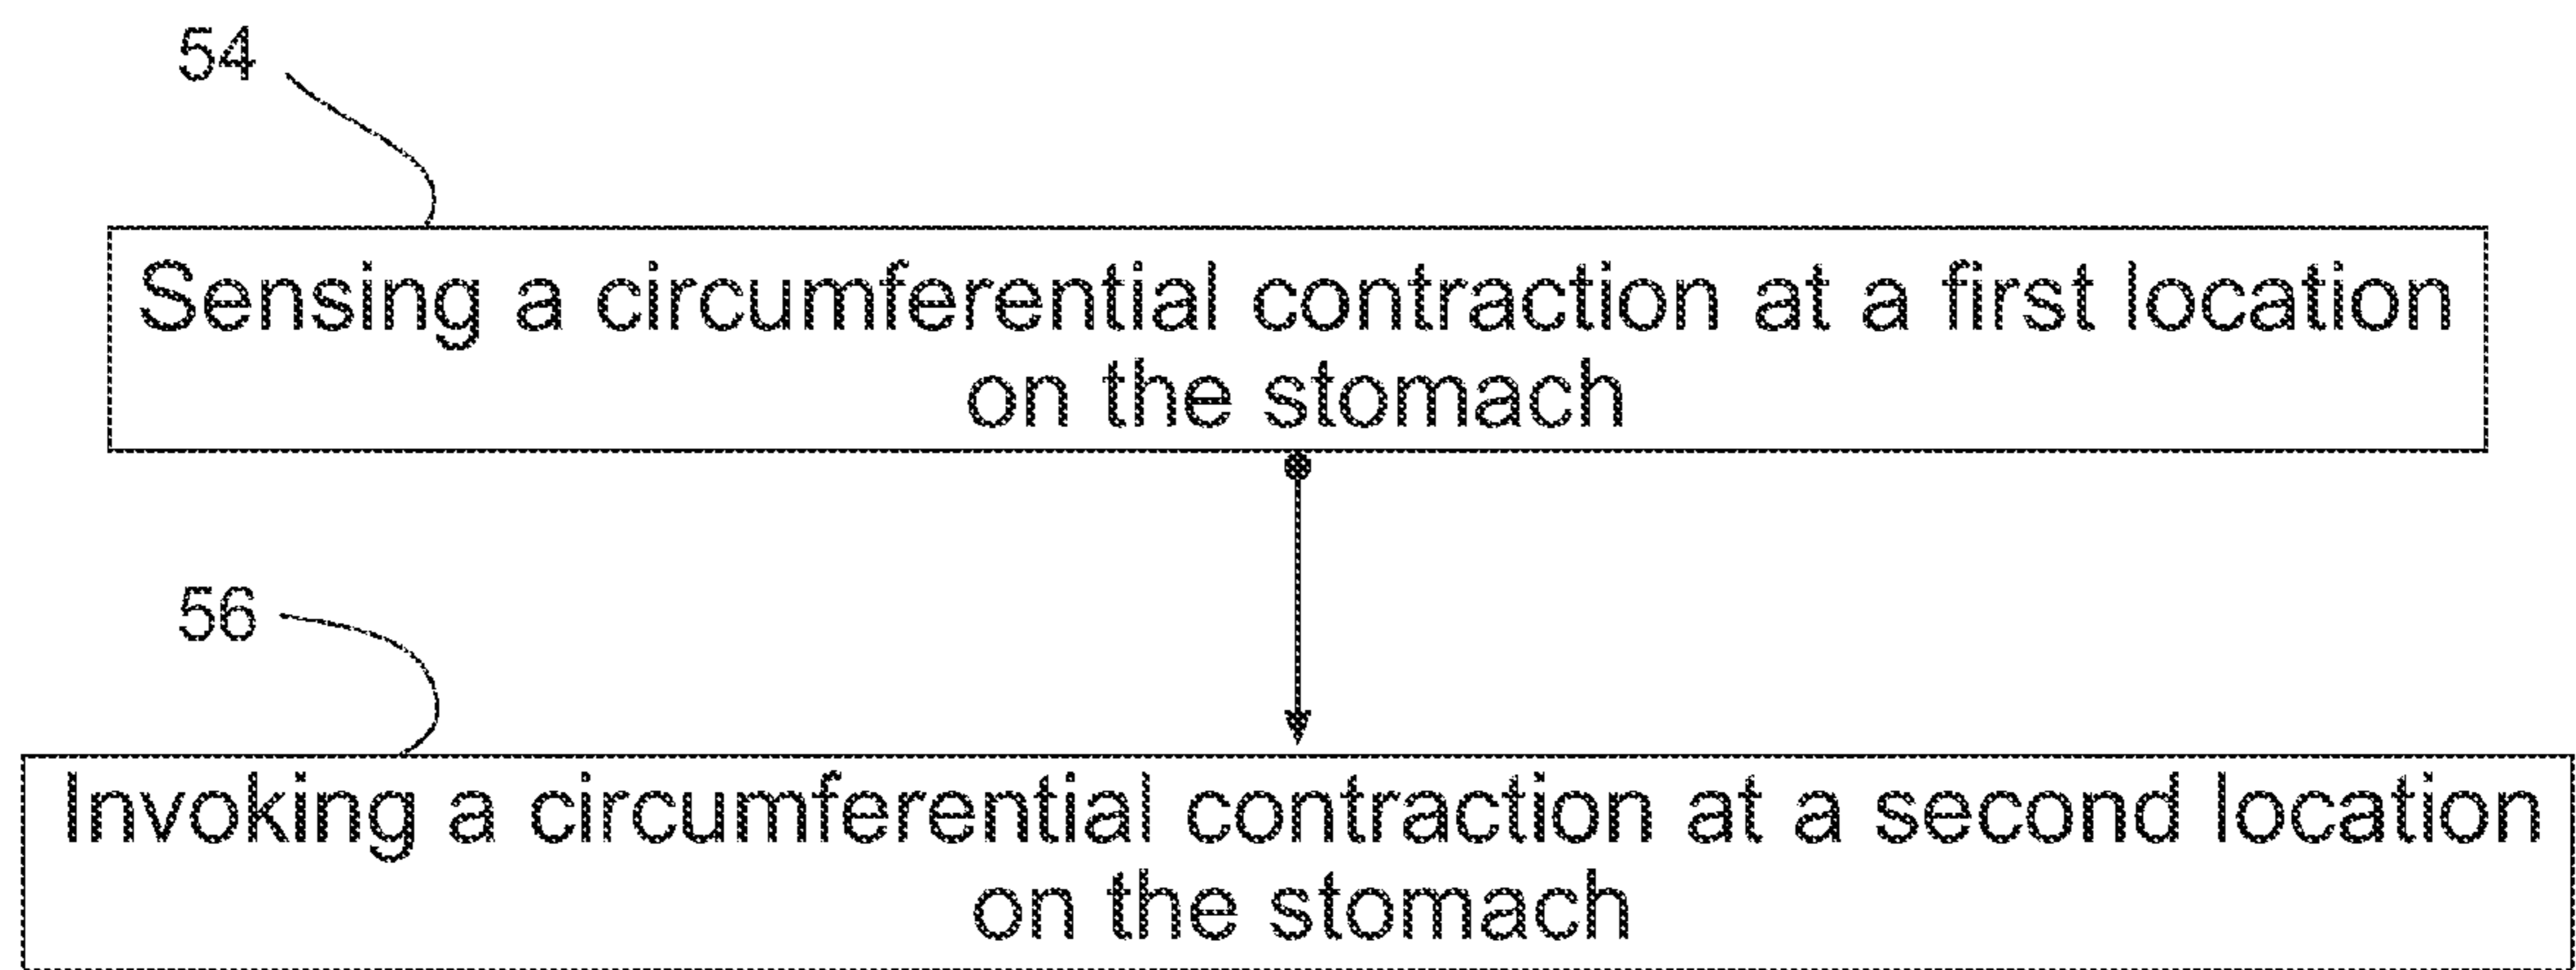 54
Sensing a circumferential contraction at a first location
on the stomach
56
Invoking a circumferential contraction at a second location
on the stomach